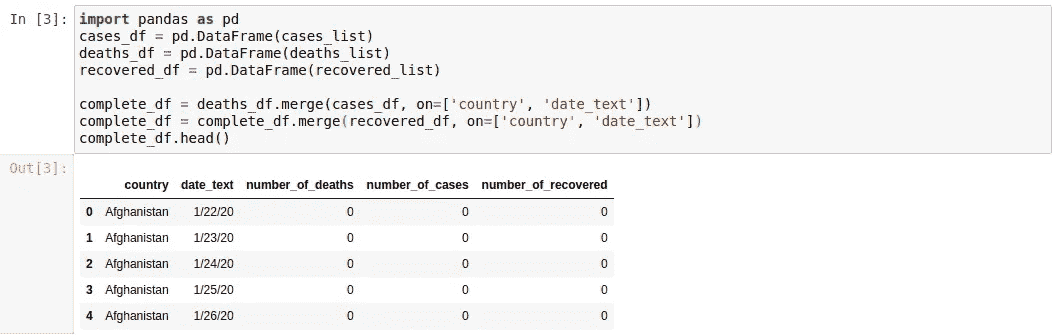 In [3]: import pandas as pd
cases_df = pd.DataFrame(cases_list)
deaths_df = pd.DataFrame(deaths_list)
recovered_df = pd.DataFrame(recovered_list)
complete_df = deaths_df.merge(cases_df, on=['country', 'date_text'])
complete_df = complete_df.merge(recovered_df, on=['country', 'date_text'])
complete_df.head()
Out[3]:
country date_text number_of_deaths number_of_cases number_of_recovered
0 Afghanistan 1/22/20 0 0 0
1 Afghanistan 1/23/20 0 0 0
2 Afghanistan 1/24/20 0 0 0
3 Afghanistan 1/25/20 0 0 0
4 Afghanistan 1/26/20 0 0 0